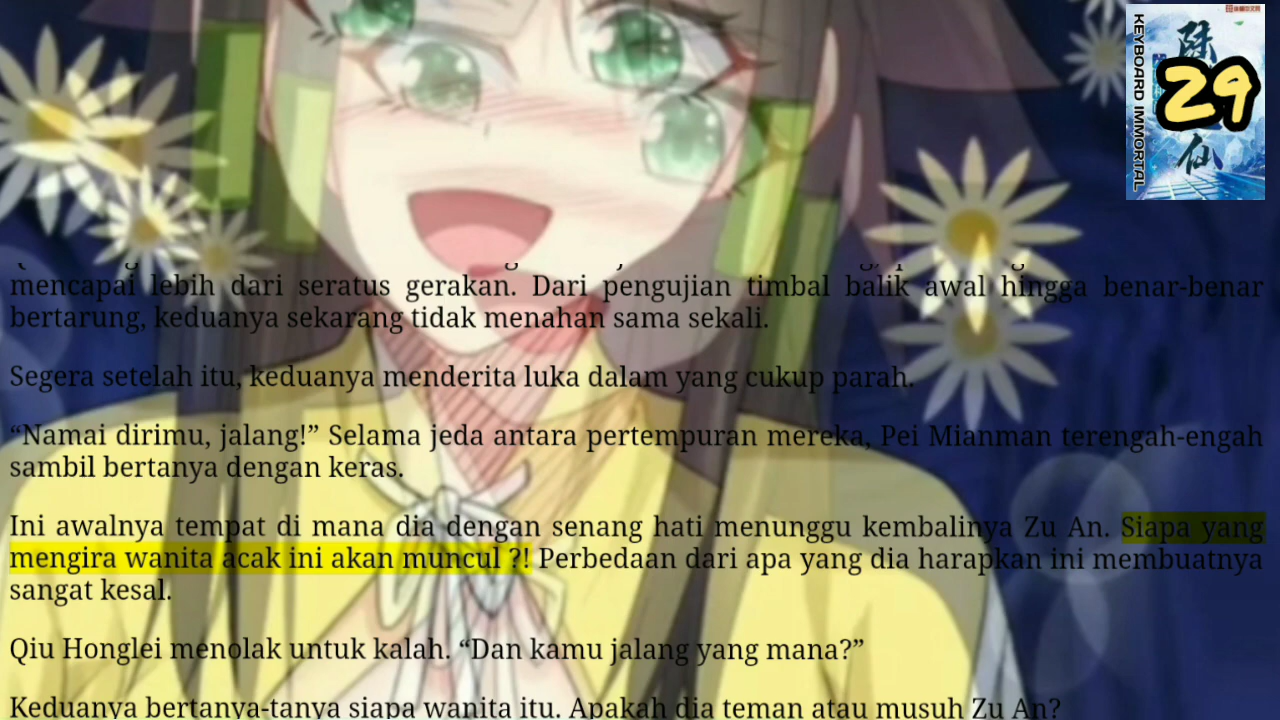 KEYBOARD IMMORTAL
29
仙
mencapai lebih dari seratus gerakan. Dari pengujian timbal balik awal hingga benar-benar
bertarung, keduanya sekarang tidak menahan sama sekali.
Segera setelah itu, keduanya menderita luka dalam yang cukup parah.
“Namai dirimu, jalang!” Selama jeda antara pertempuran mereka, Pei Mianman terengah-engah
sambil bertanya dengan keras.
Ini awalnya tempat di mana dia dengan senang hati menunggu kembalinya Zu An. Siapa yang
mengira wanita acak ini akan muncul ?! Perbedaan dari apa yang dia harapkan ini membuatnya
sangat kesal.
Qiu Honglei menolak untuk kalah. “Dan kamu jalang yang mana?”
Keduanya bertanya-tanya siapa wanita itu. Apakah dia teman atau musuh Zu An?